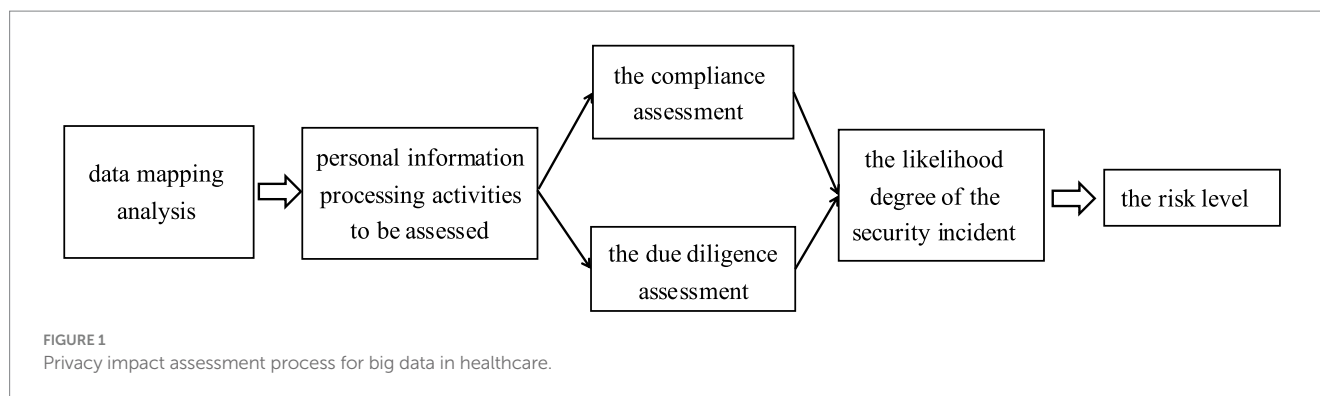 data mapping
analysis
personal information
processing activities
to be assessed
the compliance
assessment
the due diligence
assessment
the likelihood
degree of the
security incident
the risk level
FIGURE 1
Privacy impact assessment process for big data in healthcare.